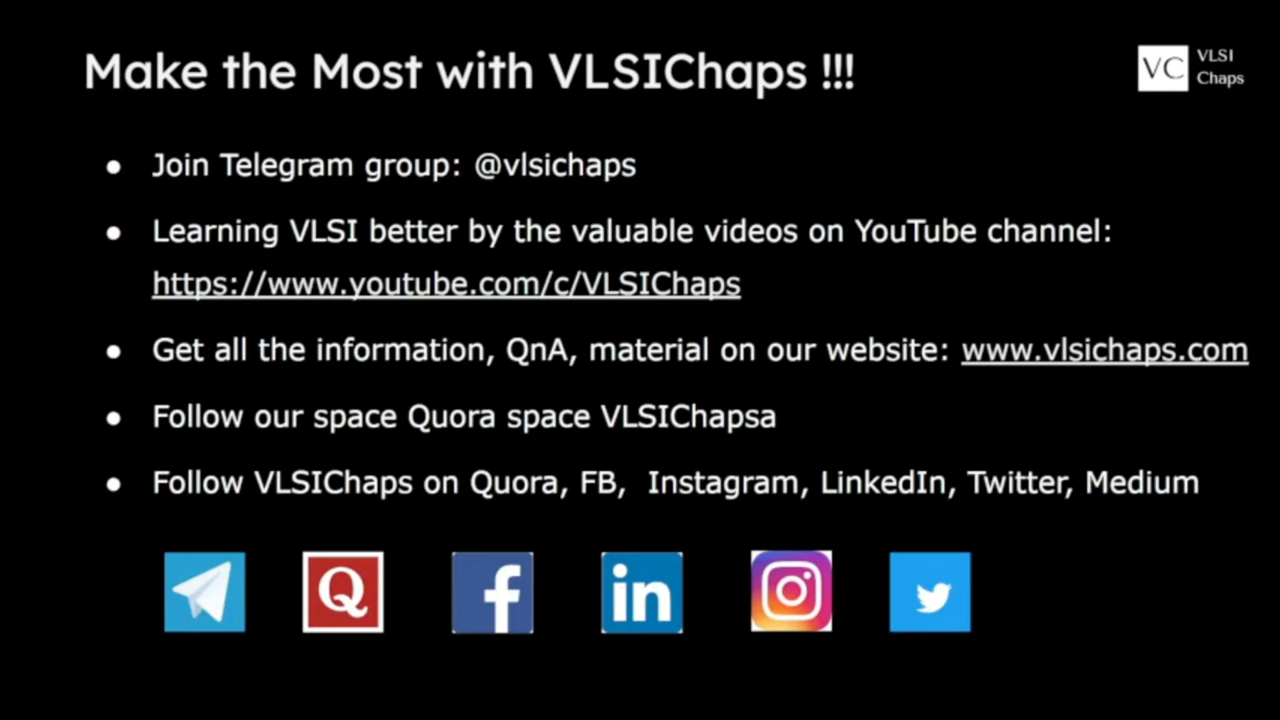 Make the Most with VLSIChaps !!!
VC VLSI
Chaps
● Join Telegram group: @vlsichaps
● Learning VLSI better by the valuable videos on YouTube channel:
https://www.youtube.com/c/VLSIChaps
● Get all the information, QnA, material on our website: www.vlsichaps.com
● Follow our space Quora space VLSIChapsa
● Follow VLSIChaps on Quora, FB,  Instagram, LinkedIn, Twitter, Medium
Q f in